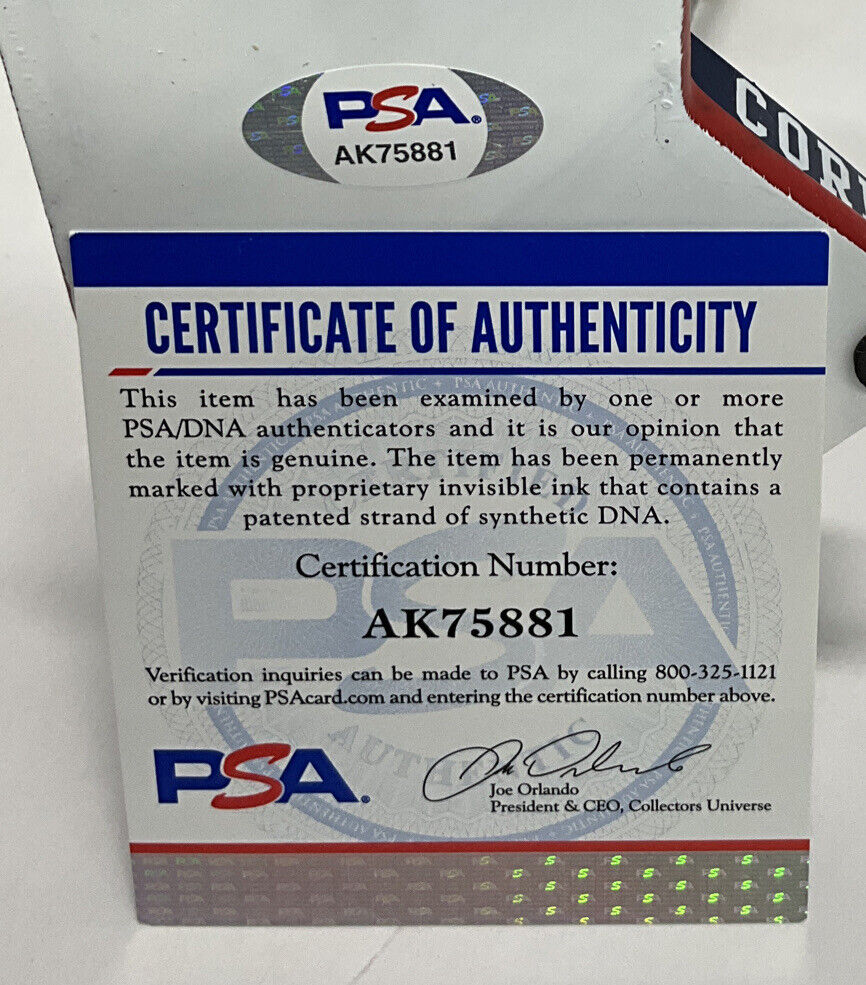 PSA®
AK75881
COR
CERTIFICATE OF AUTHENTICITY
This item has been examined by one or more
PSA/DNA authenticators and it is our opinion that
the item is genuine. The item has been permanently
marked with proprietary invisible ink that contains a
patented strand of synthetic DNA.
Certification Number:
AK75881
Verification inquiries can be made to PSA by calling 800-325-1121
or by visiting PSAcard.com and entering the certification number above.
PSA®
Joe Orlando
President & CEO, Collectors Universe